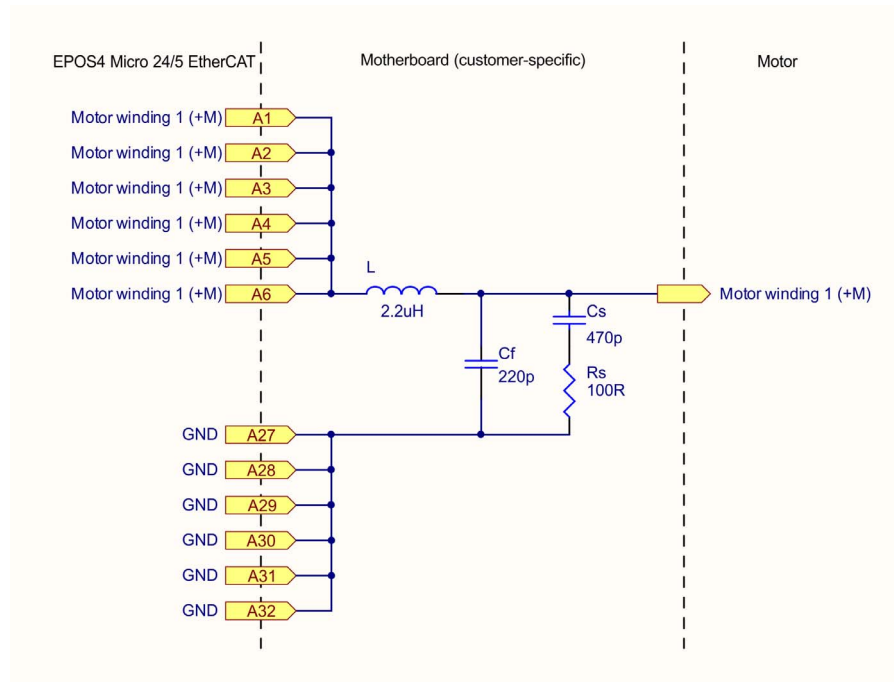 EPOS4 Micro 24/5 EtherCAT
Motherboard (customer-specific)
Motor
Motor winding 1 (+M) A1
Motor winding 1 (+M) A2
Motor winding 1 (+M) A3
Motor winding 1 (+M) A4
Motor winding 1 (+M) A5
L
Motor winding 1 (+M) A6
Motor winding 1 (+M)
2.2uH
Cs
470p
Cf
220p
Rs
100R
GND A27
GND A28
GND A29
GND A30
GND A31
GND A32